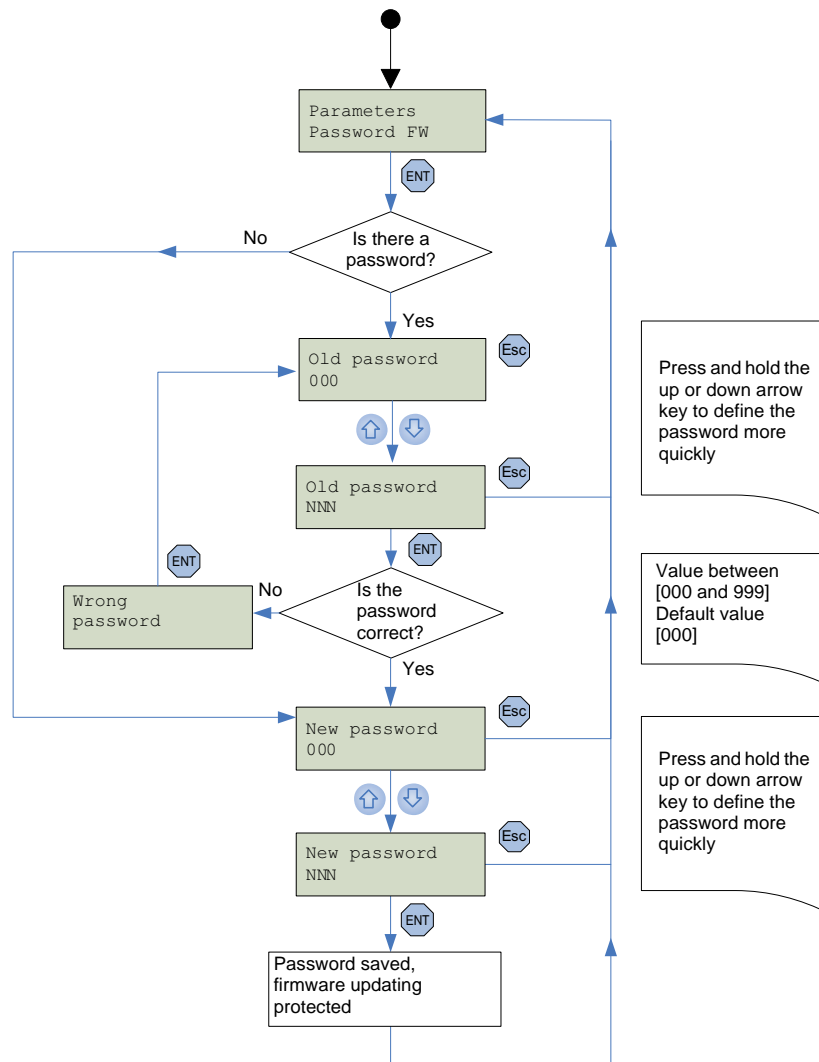 Parameters
Password FW
ENT
No
Is there a
password?
Yes
Old password
000
Esc
Press and hold the
up or down arrow
key to define the
password more
quickly
Old password
NNN
Esc
ENT
ENT
Wrong
password
No
Is the
password
correct?
Value between
[000 and 999]
Default value
[000]
Yes
New password
000
Esc
Press and hold the
up or down arrow
key to define the
password more
quickly
New password
NNN
Esc
ENT
Password saved,
firmware updating
protected